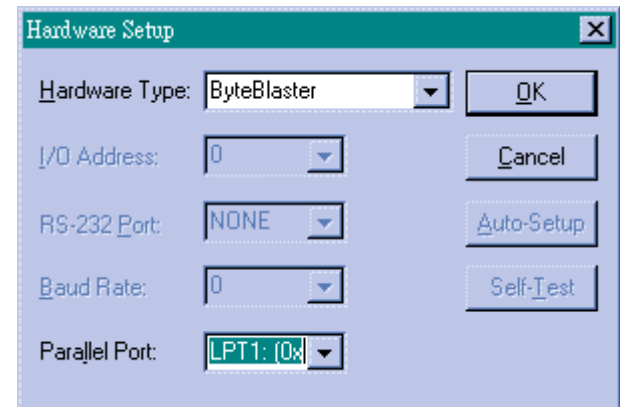 Hardware Setup
Hardware Type: ByteBlaster OK
I/O Address: 0 Cancel
RS-232 Port: NONE Auto-Setup
Baud Rate: 0 Self-Test
Parallel Port: LPT1: (0x